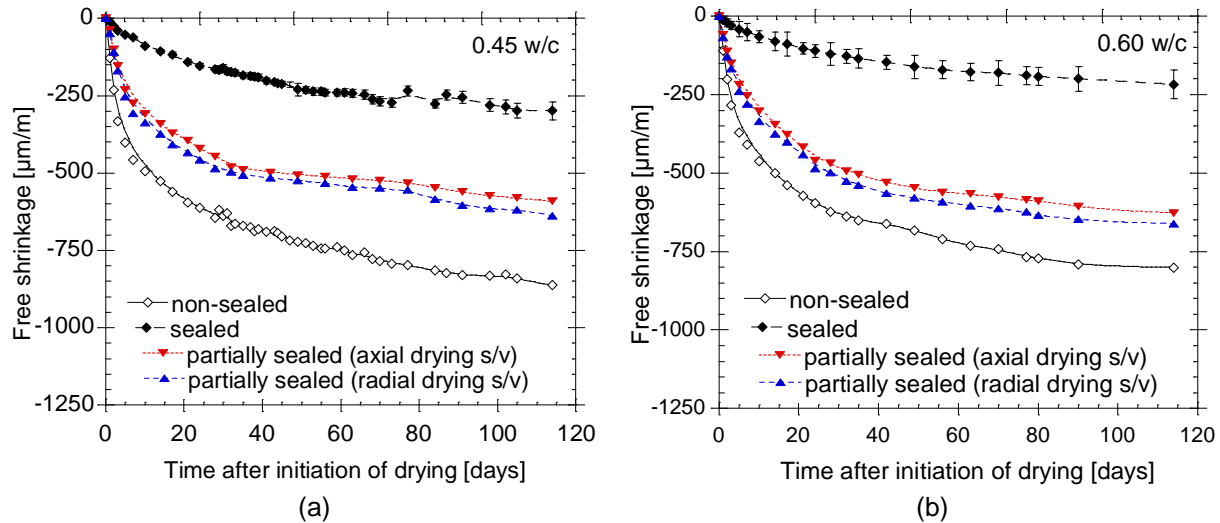 0
-250
-500
-750
-1000
-1250
Free shrinkage [µm/m]
0.45 w/c
non-sealed
sealed
partially sealed (axial drying s/v)
partially sealed (radial drying s/v)
0 20 40 60 80 100 120
Time after initiation of drying [days]
(a)
0
-250
-500
-750
-1000
-1250
Free shrinkage [µm/m]
0.60 w/c
non-sealed
sealed
partially sealed (axial drying s/v)
partially sealed (radial drying s/v)
0 20 40 60 80 100 120
Time after initiation of drying [days]
(b)